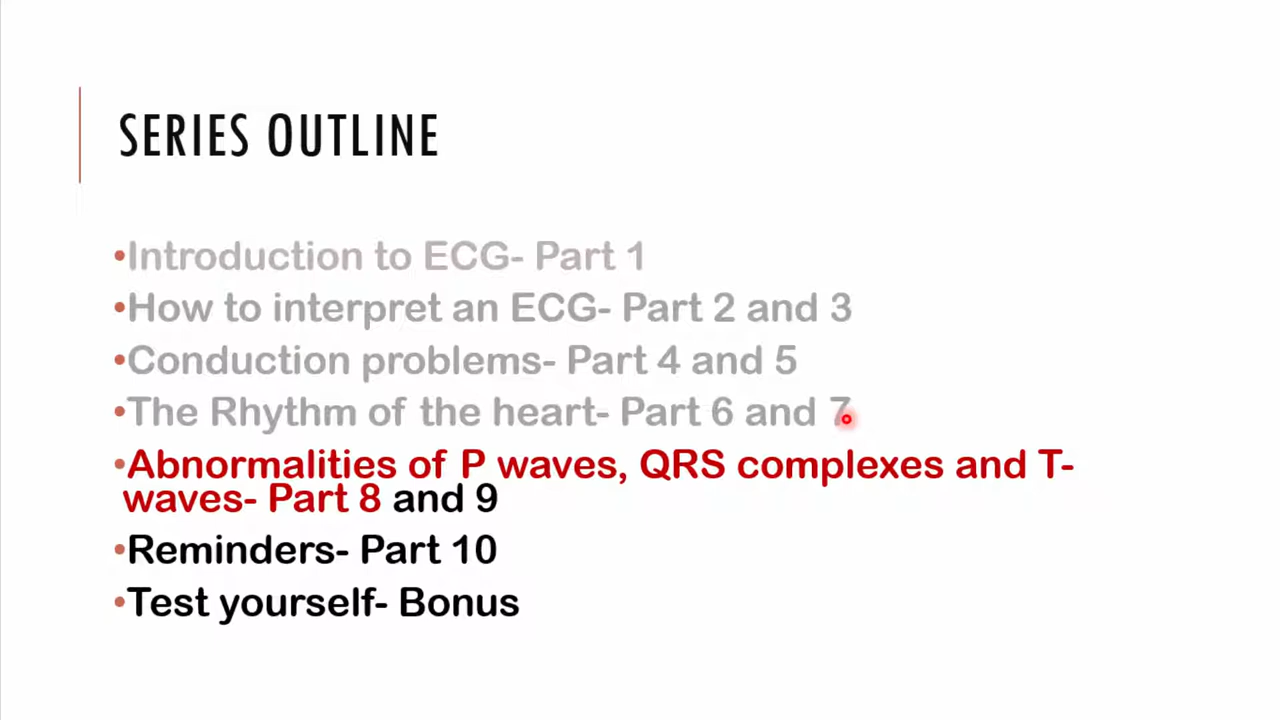 SERIES OUTLINE
•Introduction to ECG- Part 1
•How to interpret an ECG- Part 2 and 3
•Conduction problems- Part 4 and 5
•The Rhythm of the heart- Part 6 and 7
•Abnormalities of P waves, QRS complexes and T-
waves- Part 8 and 9
•Reminders- Part 10
•Test yourself- Bonus